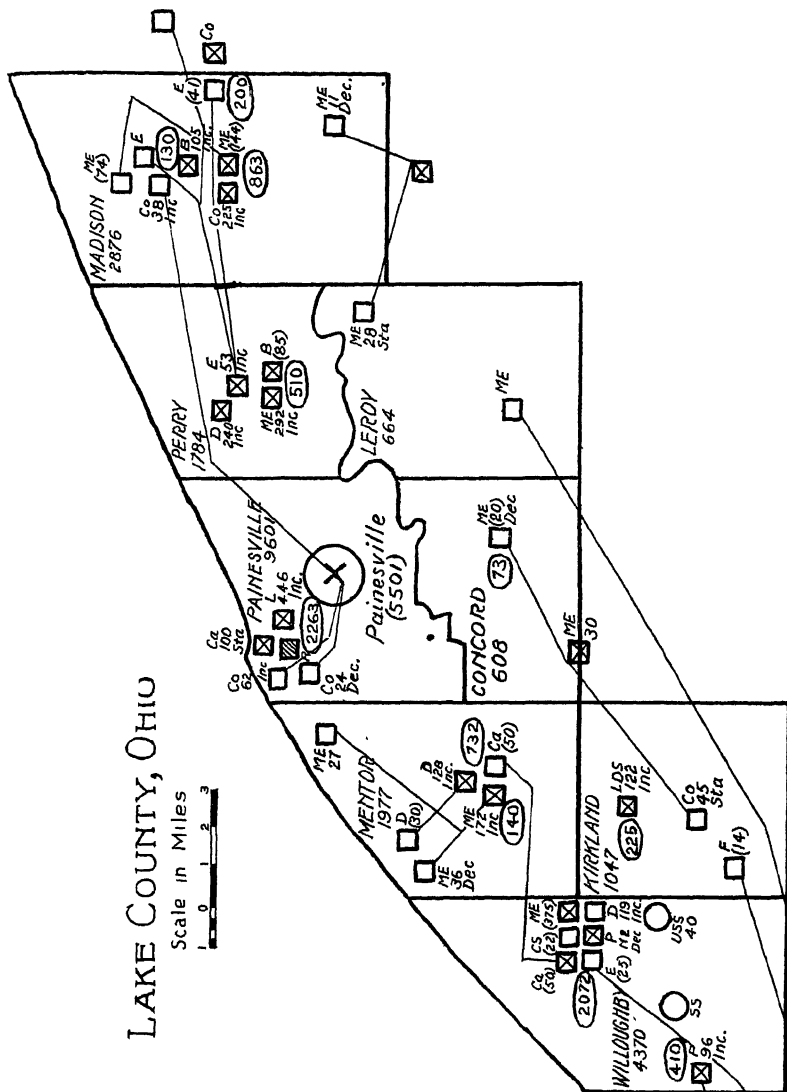 LAKE COUNTY, OHIO
Scale in Miles
1 0 1 2 3
MADISON
2876
ME
(74)
E
130
Co
38
Inc
B
105
Inc.
E
(41)
200
Co
ME
(144)
Co
225
Inc
863
ME
11
Dec.
PERRY
1784
D
240
Inc
E
53
Inc
ME
292
Inc
B
(85)
510
LEROY
664
ME
28
Sta
ME
PAINESVILLE
9601
Ca
100
Sta
L
446
Inc.
Co
62
Inc
2263
Co
24
Dec.
X
Painesville
(5501)
CONCORD
608
73
ME
(20)
Dec
ME
30
MENTOR
1977
ME
27
D
(30)
D
128
Inc.
732
Ca
(50)
ME
36
Dec
ME
172
Inc
140
KIRKLAND
1047
LDS
122
Inc
225
Co
45
Sta
F
(14)
WILLOUGHBY
4370
Ca
(50)
CS
(22)
ME
(375)
2072
E
(25)
P
Dec
D
119
Inc.
USS
40
SS
410
P
96
Inc.